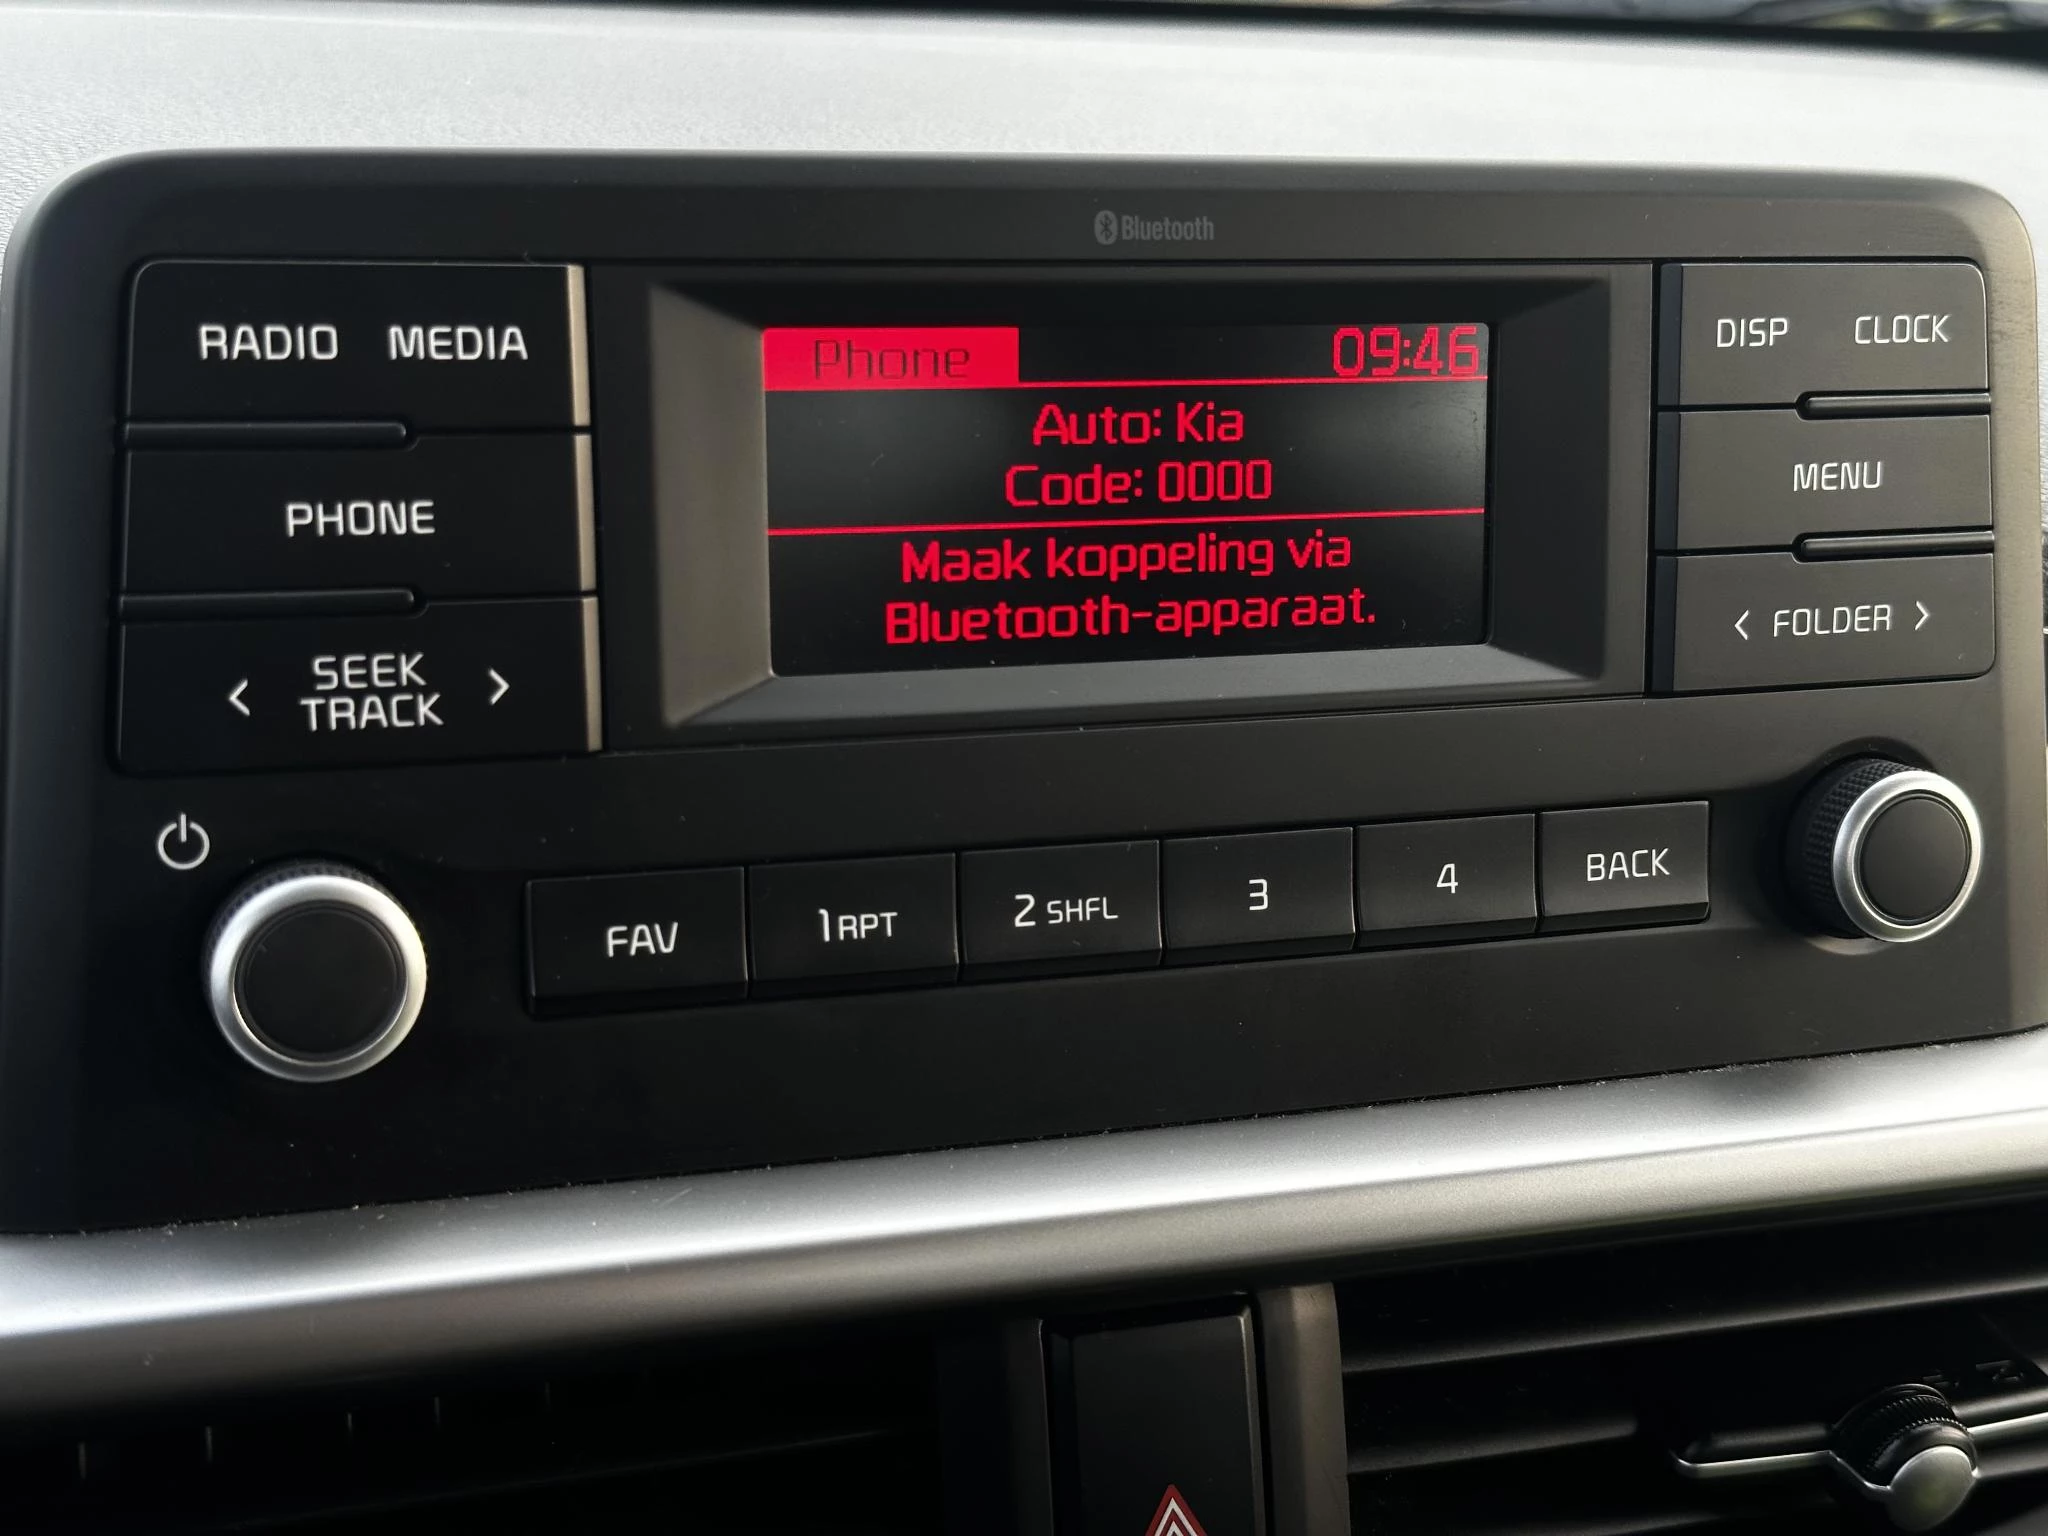 Bluetooth
RADIO MEDIA
PHONE
< SEEK TRACK >
Phone 09:46
Auto: Kia
Code: 0000
Maak koppeling via
Bluetooth-apparaat.
DISP CLOCK
MENU
< FOLDER >
FAV 1 RPT 2 SHFL 3 4 BACK